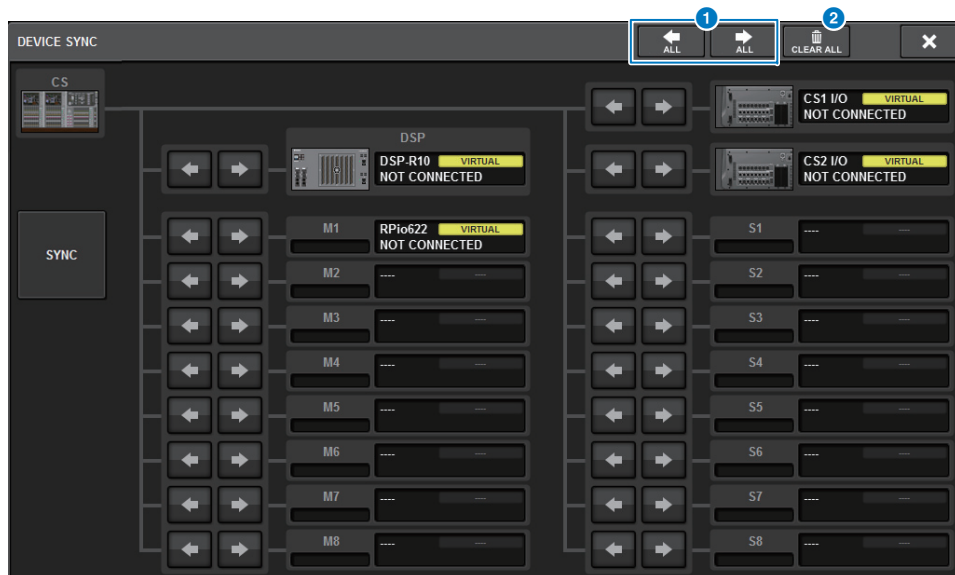 1 2
DEVICE SYNC
ALL ALL CLEAR ALL
CS
CS1 I/O VIRTUAL
NOT CONNECTED
DSP
DSP-R10 VIRTUAL
NOT CONNECTED
CS2 I/O VIRTUAL
NOT CONNECTED
SYNC
M1 RPio622 VIRTUAL
NOT CONNECTED
S1 ---- ----
M2 ---- ----
S2 ---- ----
M3 ---- ----
S3 ---- ----
M4 ---- ----
S4 ---- ----
M5 ---- ----
S5 ---- ----
M6 ---- ----
S6 ---- ----
M7 ---- ----
S7 ---- ----
M8 ---- ----
S8 ---- ----